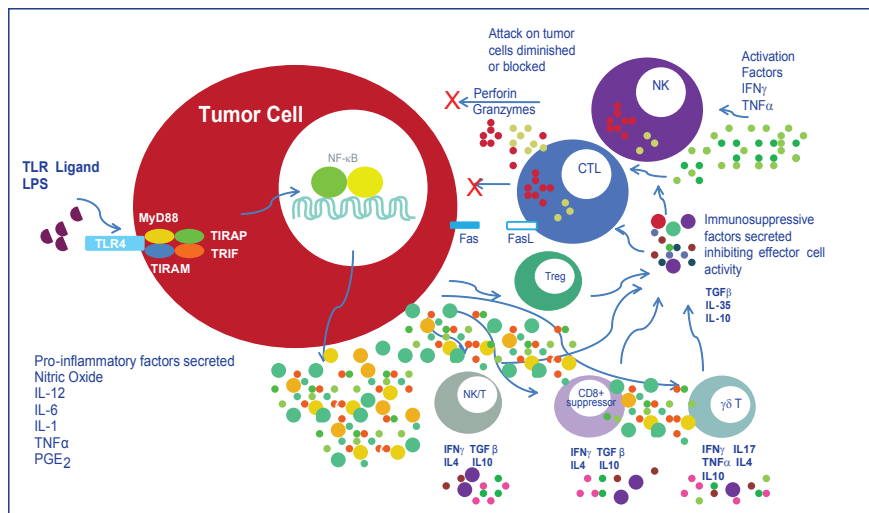 Attack on tumor
cells diminished
or blocked
X
Perforin
Granzymes
NK
Activation
Factors
IFNγ
TNFα
Tumor Cell
NF-κB
CTL
X
TLR Ligand
LPS
MyD88
TLR4
TIRAP
TRIF
TIRAM
Fas
FasL
Immunosuppressive
factors secreted
inhibiting effector cell
activity
TGFβ
IL-35
IL-10
Treg
Pro-inflammatory factors secreted
Nitric Oxide
IL-12
IL-6
IL-1
TNFα
PGE2
NK/T
IFNγ TGF β
IL4 IL10
CD8+
suppressor
IFNγ TGF β
IL4 IL10
γδ T
IFNγ IL17
TNFα IL4
IL10